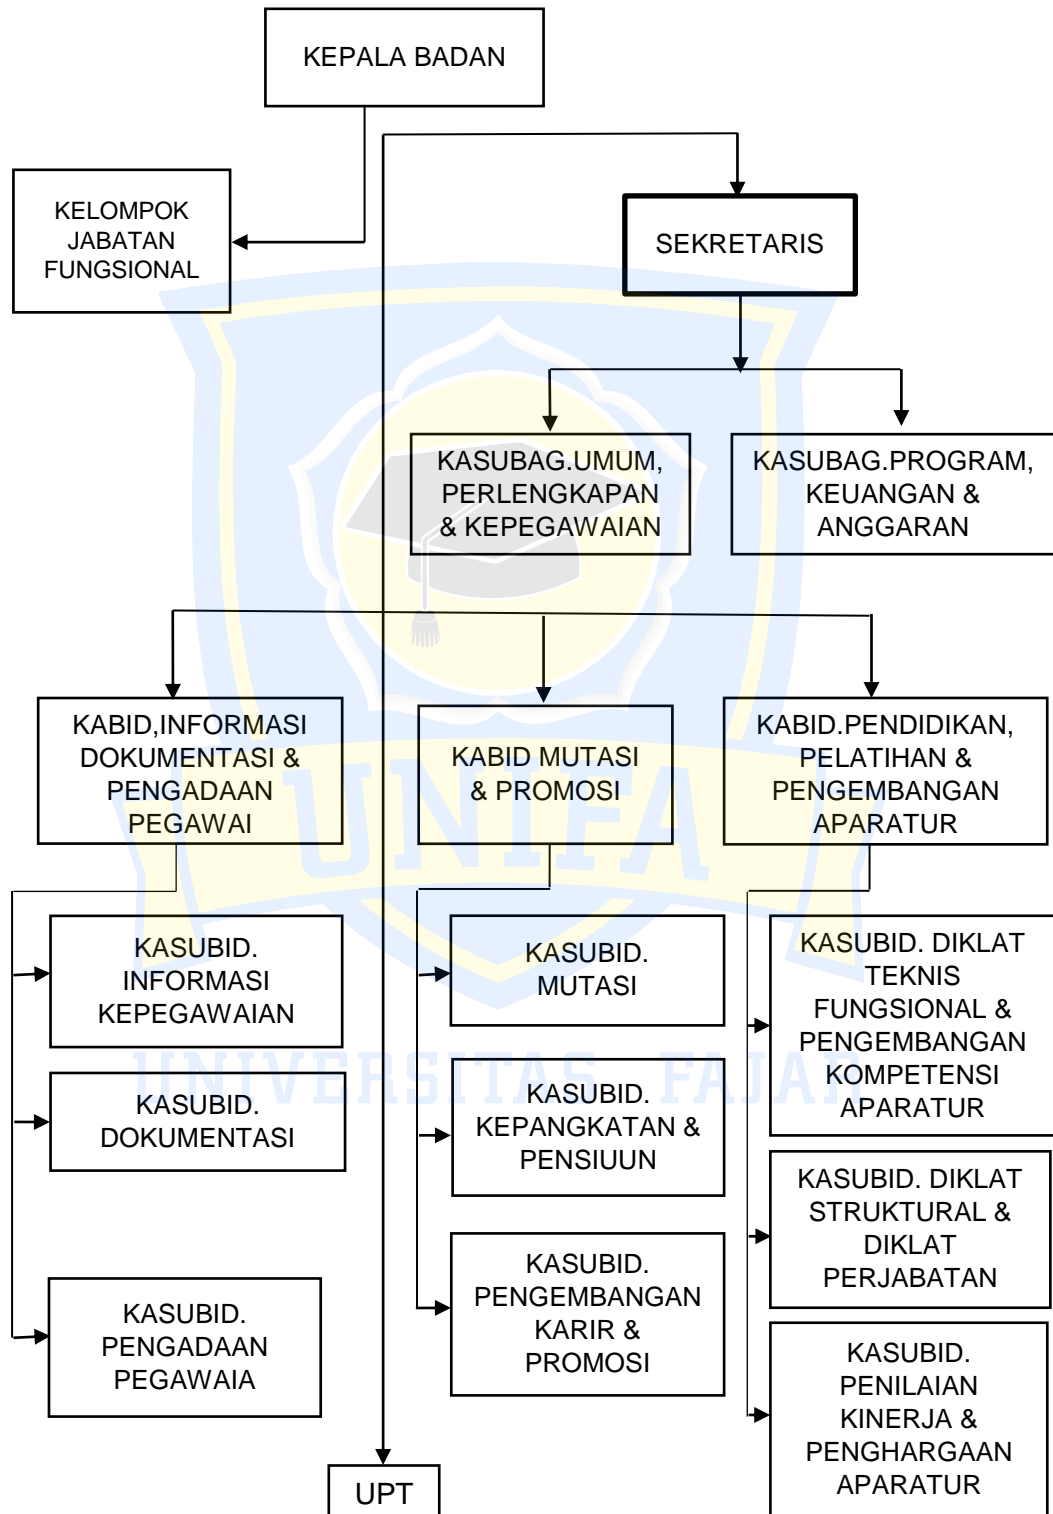 KEPALA BADAN
KELOMPOK
JABATAN
FUNGSIONAL
SEKRETARIS
KASUBAG.UMUM,
PERLENGKAPAN
& KEPEGAWAIAN
KASUBAG.PROGRAM,
KEUANGAN &
ANGGARAN
KABID,INFORMASI
DOKUMENTASI &
PENGADAAN
PEGAWAI
KABID MUTASI
& PROMOSI
KABID.PENDIDIKAN,
PELATIHAN &
PENGEMBANGAN
APARATUR
UNIFA
KASUBID.
INFORMASI
KEPEGAWAIAN
KASUBID.
MUTASI
KASUBID. DIKLAT
TEKNIS
FUNGSIONAL &
PENGEMBANGAN
KOMPETENSI
APARATUR
UNIVERSITAS FAJAR
KASUBID.
DOKUMENTASI
KASUBID.
KEPANGKATAN &
PENSIUUN
KASUBID. DIKLAT
STRUKTURAL &
DIKLAT
PERJABATAN
KASUBID.
PENGADAAN
PEGAWAIA
KASUBID.
PENGEMBANGAN
KARIR &
PROMOSI
KASUBID.
PENILAIAN
KINERJA &
PENGHARGAAN
APARATUR
UPT